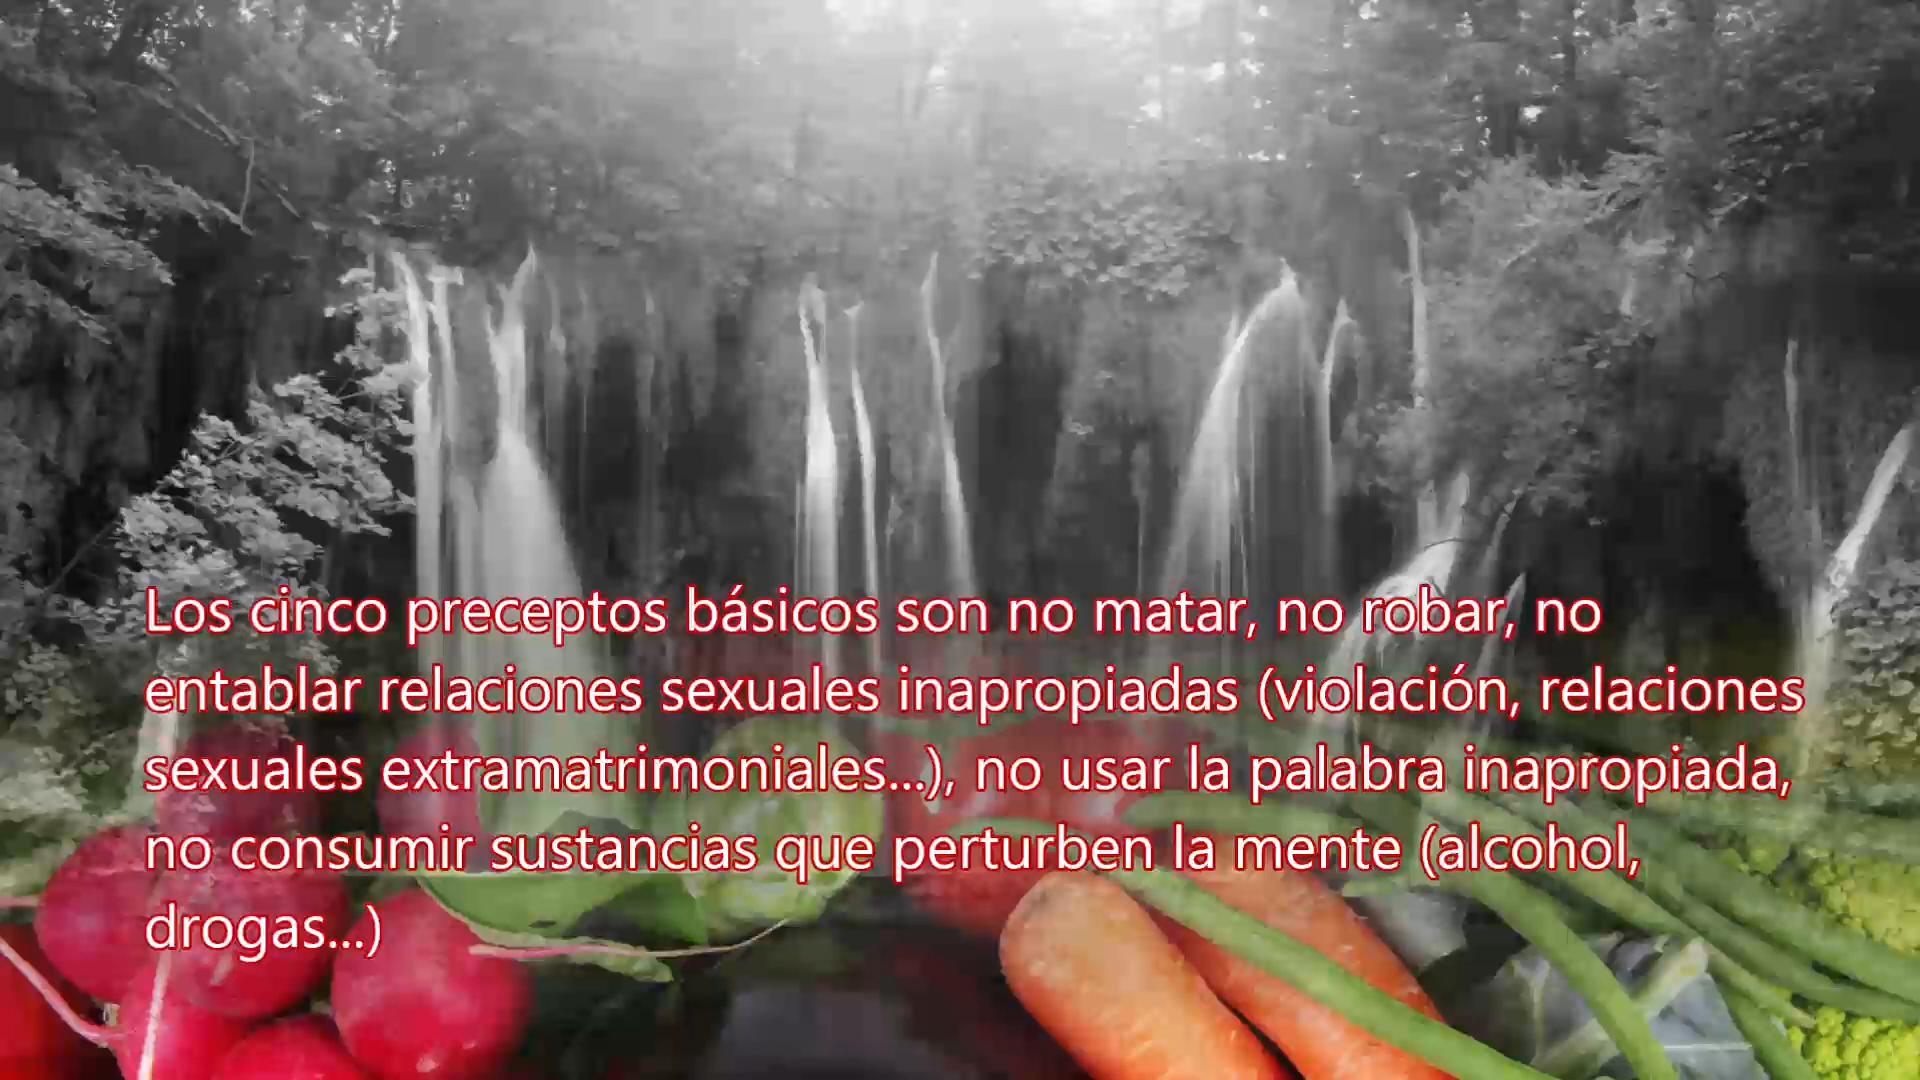 Los cinco preceptos básicos son no matar, no robar, no
entablar relaciones sexuales inapropiadas (violación, relaciones
sexuales extramatrimoniales...), no usar la palabra inapropiada,
no consumir sustancias que perturben la mente (alcohol,
drogas...)